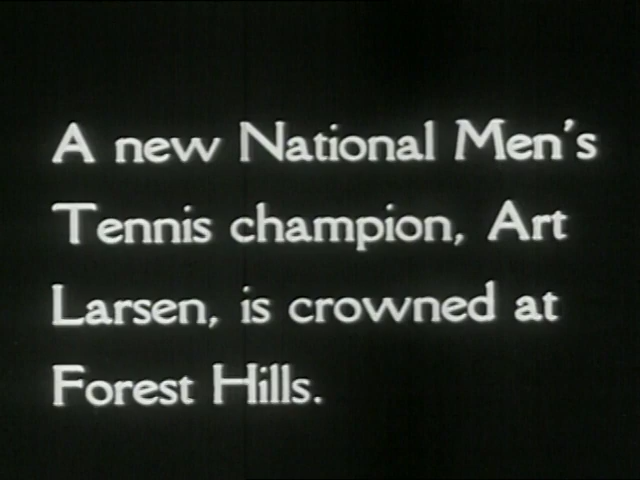 A new National Men's
Tennis champion, Art
Larsen, is crowned at
Forest Hills.